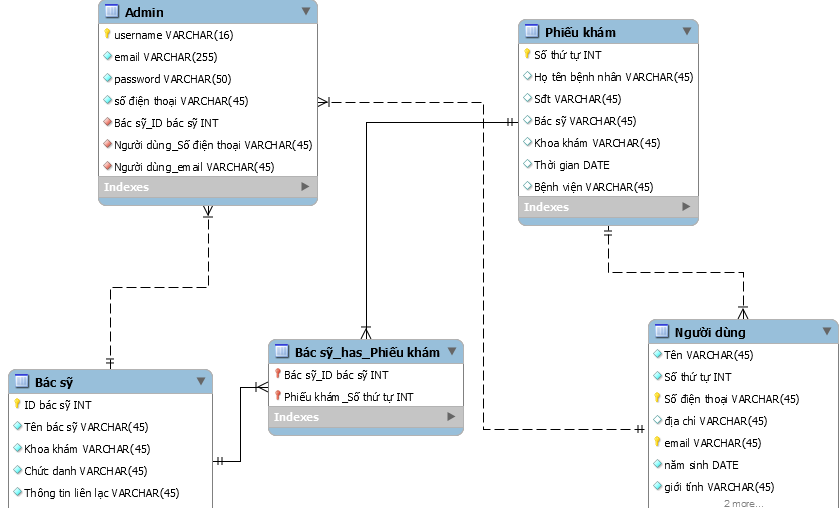 Admin
username VARCHAR(16)
email VARCHAR(255)
password VARCHAR(50)
số điện thoại VARCHAR(45)
Bác sỹ_ID bác sỹ INT
Người dùng_Số điện thoại VARCHAR(45)
Người dùng_email VARCHAR(45)
Indexes
Phiếu khám
Số thứ tự INT
Họ tên bệnh nhân VARCHAR(45)
Sđt VARCHAR(45)
Bác sỹ VARCHAR(45)
Khoa khám VARCHAR(45)
Thời gian DATE
Bệnh viện VARCHAR(45)
Indexes
Bác sỹ_has_Phiếu khám
Bác sỹ_ID bác sỹ INT
Phiếu khám_Số thứ tự INT
Indexes
Bác sỹ
ID bác sỹ INT
Tên bác sỹ VARCHAR(45)
Khoa khám VARCHAR(45)
Chức danh VARCHAR(45)
Thông tin liên lạc VARCHAR(45)
Người dùng
Tên VARCHAR(45)
Số thứ tự INT
Số điện thoại VARCHAR(45)
địa chỉ VARCHAR(45)
email VARCHAR(45)
năm sinh DATE
giới tính VARCHAR(45)
2 more...